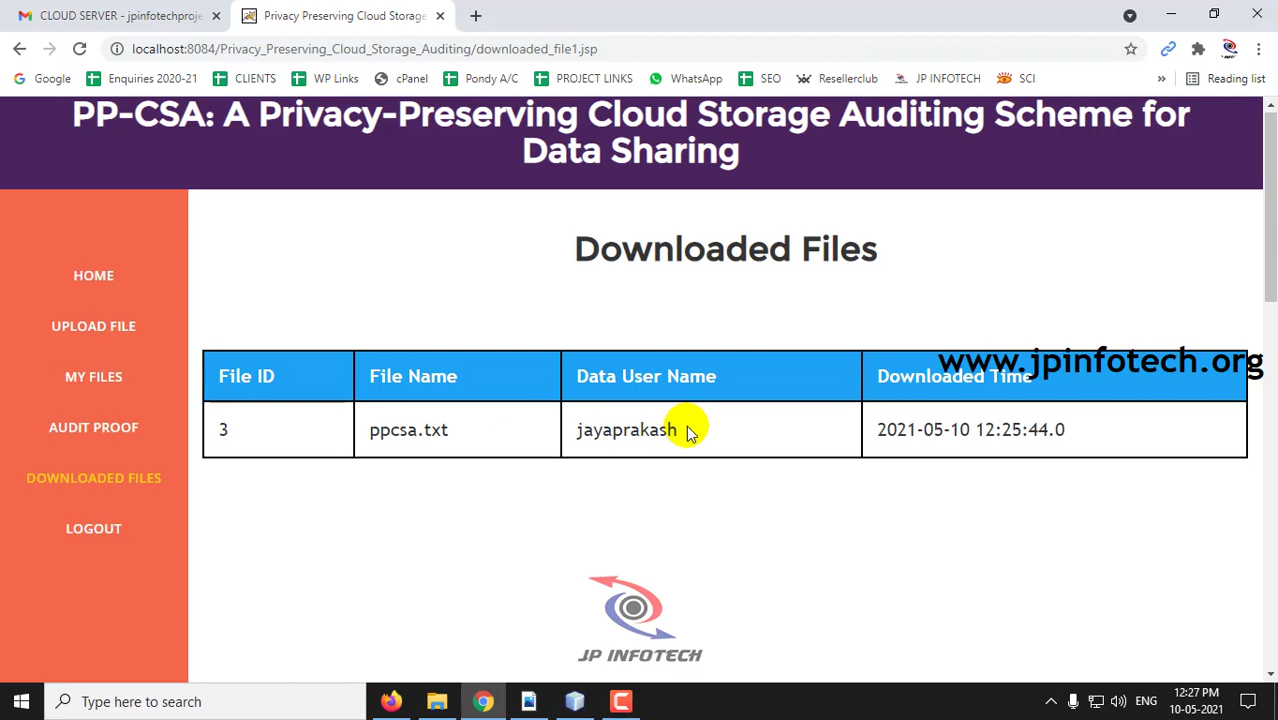 CLOUD SERVER - jpinfotechproje
Privacy Preserving Cloud Storage
localhost:8084/Privacy_Preserving_Cloud_Storage_Auditing/downloaded_file1.jsp
Google Enquiries 2020-21 CLIENTS WP Links cPanel Pondy A/C PROJECT LINKS WhatsApp SEO Resellerclub JP INFOTECH SCI » Reading list
PP-CSA: A Privacy-Preserving Cloud Storage Auditing Scheme for
Data Sharing
HOME
UPLOAD FILE
MY FILES
AUDIT PROOF
DOWNLOADED FILES
LOGOUT
Downloaded Files
www.jpinfotech.org
File ID File Name Data User Name Downloaded Time
3 ppcsa.txt jayaprakash 2021-05-10 12:25:44.0
JP INFOTECH
Type here to search
ENG
12:27 PM
10-05-2021